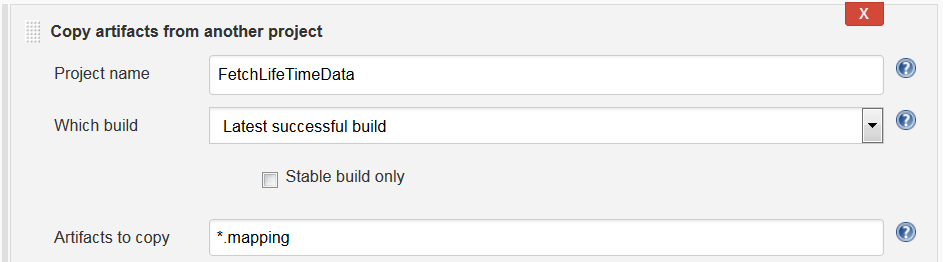 X
Copy artifacts from another project
Project name FetchLifeTimeData
Which build Latest successful build
Stable build only
Artifacts to copy *.mapping